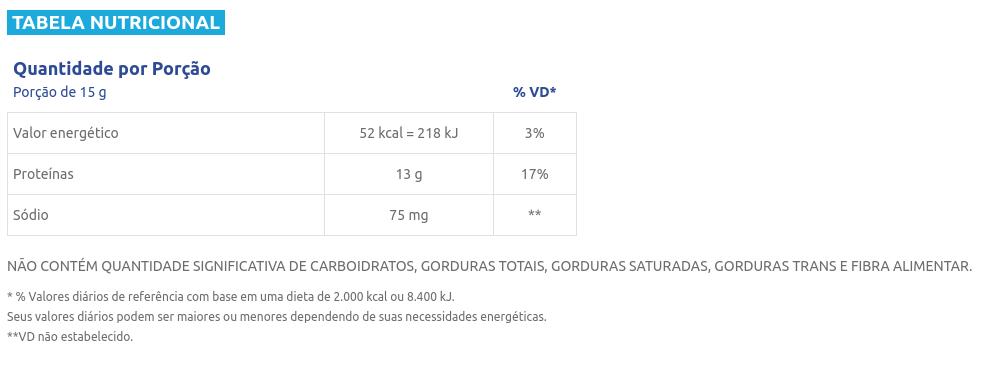 TABELA NUTRICIONAL
Quantidade por Porção
Porção de 15 g % VD*
Valor energético 52 kcal = 218 kJ 3%
Proteínas 13 g 17%
Sódio 75 mg **
NÃO CONTÉM QUANTIDADE SIGNIFICATIVA DE CARBOIDRATOS, GORDURAS TOTAIS, GORDURAS SATURADAS, GORDURAS TRANS E FIBRA ALIMENTAR.
* % Valores diários de referência com base em uma dieta de 2.000 kcal ou 8.400 kJ.
Seus valores diários podem ser maiores ou menores dependendo de suas necessidades energéticas.
**VD não estabelecido.